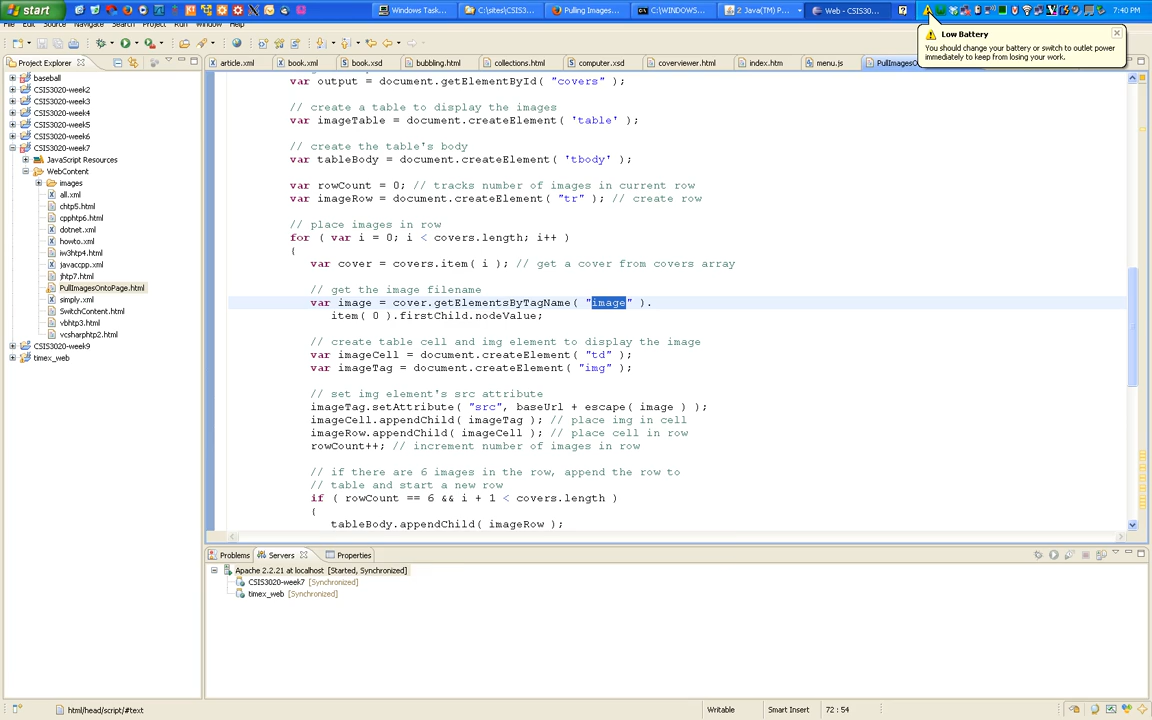 start
Windows Task...
C:\sites\CSIS3...
Pulling Images...
C:\WINDOWS...
2 Java(TM) P...
Web - CSIS30...
7:40 PM
File Edit Source Navigate Search Project Run Window Help
Low Battery
You should change your battery or switch to outlet power
immediately to keep from losing your work.
Project Explorer
article.xml
book.xml
book.xsd
bubbling.html
collections.html
computer.xsd
coverviewer.html
index.htm
menu.js
PullImagesO
baseball
CSIS3020-week2
CSIS3020-week3
CSIS3020-week4
CSIS3020-week5
CSIS3020-week6
CSIS3020-week7
JavaScript Resources
WebContent
images
all.xml
chtp5.html
cpphtp6.html
dotnet.xml
howto.xml
iw3htp4.html
javaccpp.xml
jhtp7.html
PullImagesOntoPage.html
simply.xml
SwitchContent.html
vbhtp3.html
vcsharphtp2.html
CSIS3020-week9
timex_web
var output = document.getElementById( "covers" );
// create a table to display the images
var imageTable = document.createElement( 'table' );
// create the table's body
var tableBody = document.createElement( 'tbody' );
var rowCount = 0; // tracks number of images in current row
var imageRow = document.createElement( "tr" ); // create row
// place images in row
for ( var i = 0; i < covers.length; i++ )
{
var cover = covers.item( i ); // get a cover from covers array
// get the image filename
var image = cover.getElementsByTagName( "image" ).
item( 0 ).firstChild.nodeValue;
// create table cell and img element to display the image
var imageCell = document.createElement( "td" );
var imageTag = document.createElement( "img" );
// set img element's src attribute
imageTag.setAttribute( "src", baseUrl + escape( image ) );
imageCell.appendChild( imageTag ); // place img in cell
imageRow.appendChild( imageCell ); // place cell in row
rowCount++; // increment number of images in row
// if there are 6 images in the row, append the row to
// table and start a new row
if ( rowCount == 6 && i + 1 < covers.length )
{
tableBody.appendChild( imageRow );
Problems
Servers
Properties
Apache 2.2.21 at localhost [Started, Synchronized]
CSIS3020-week7 [Synchronized]
timex_web [Synchronized]
html/head/script/#text
Writable
Smart Insert
72 : 54